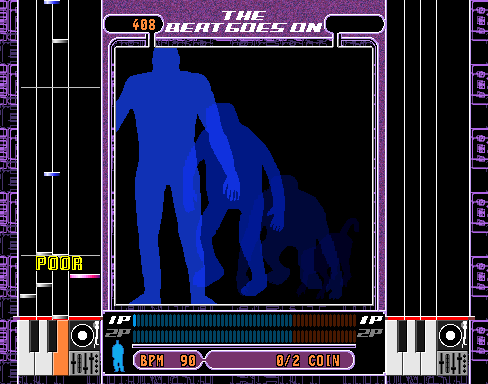 THE
BEAT GOES ON
408
POOR
1P
1P
2P
2P
BPM 90
0/2 COIN